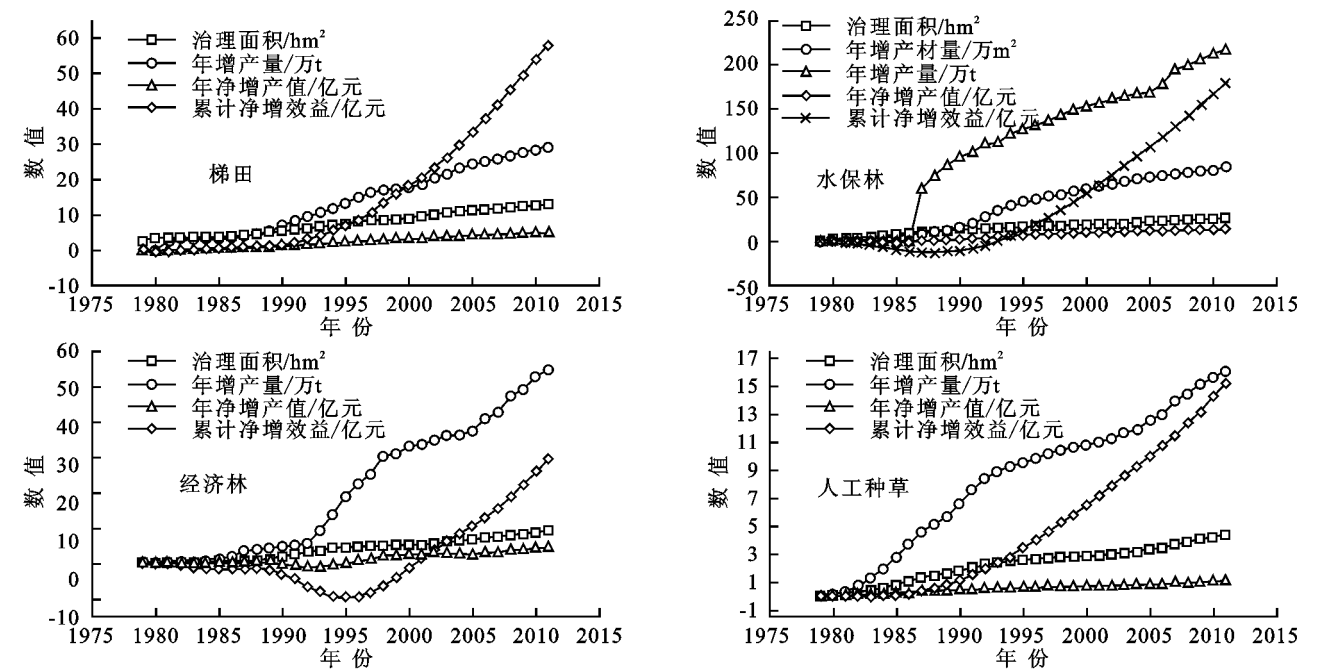 60
50
40
30
20
10
0
-10
数值
治理面积/hm²
年增产量/万t
年净增产值/亿元
累计净增效益/亿元
梯田
1975 1980 1985 1990 1995 2000 2005 2010 2015
年份
250
200
150
100
50
0
-50
数值
治理面积/hm²
年增产材量/万m²
年增产量/万t
年净增产值/亿元
累计净增效益/亿元
水保林
1975 1980 1985 1990 1995 2000 2005 2010 2015
年份
60
50
40
30
20
10
0
-10
数值
治理面积/hm²
年增产量/万t
年净增产值/亿元
累计净增效益/亿元
经济林
1975 1980 1985 1990 1995 2000 2005 2010 2015
年份
17
15
13
11
9
7
5
3
1
-1
数值
治理面积/hm²
年增产量/万t
年净增产值/亿元
累计净增效益/亿元
人工种草
1975 1980 1985 1990 1995 2000 2005 2010 2015
年份